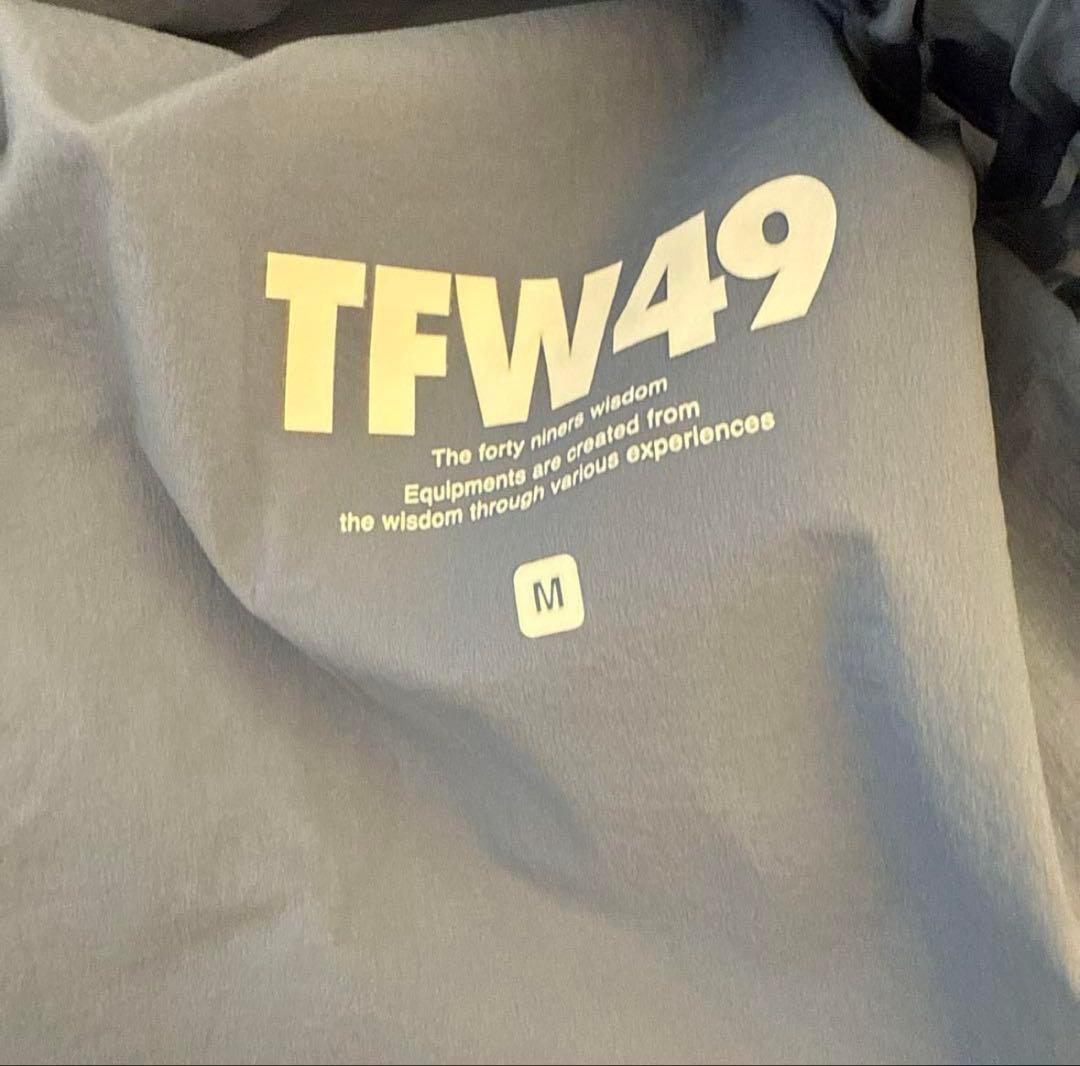 TFW49
The forty niners wisdom
Equipments are created from
the wisdom through various experiences
M